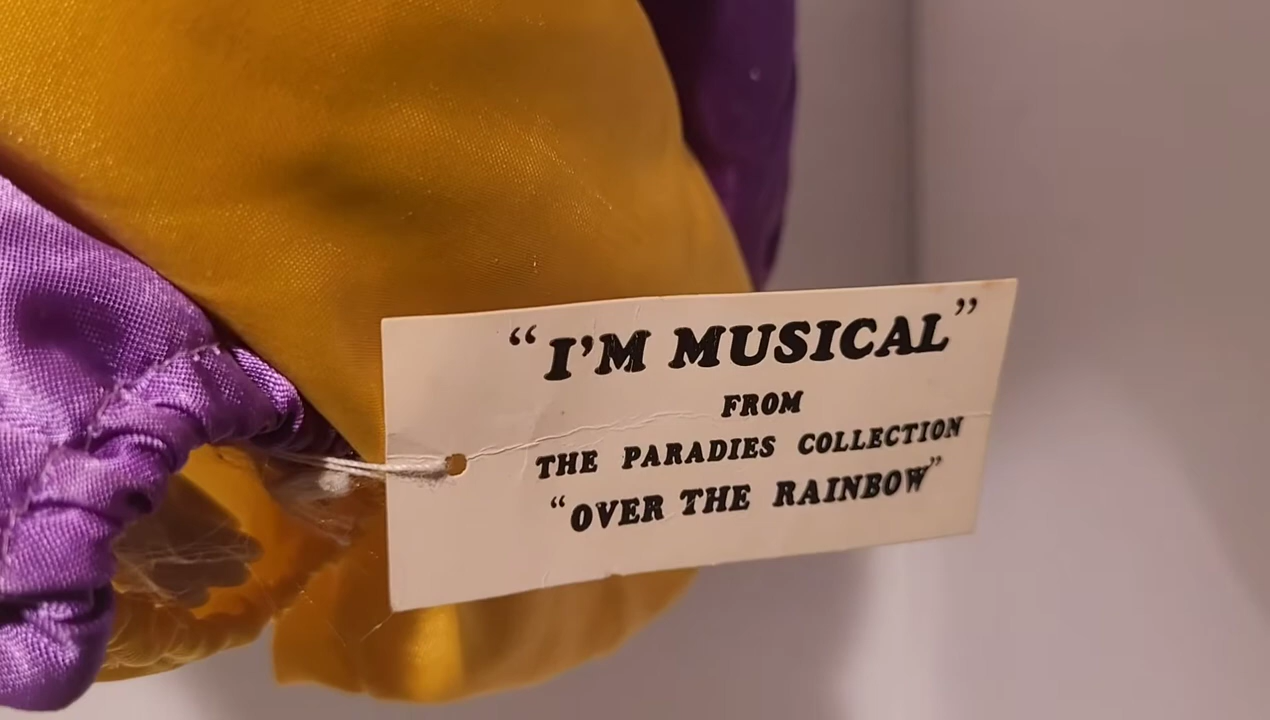 “I’M MUSICAL”
FROM
THE PARADIES COLLECTION
“OVER THE RAINBOW”